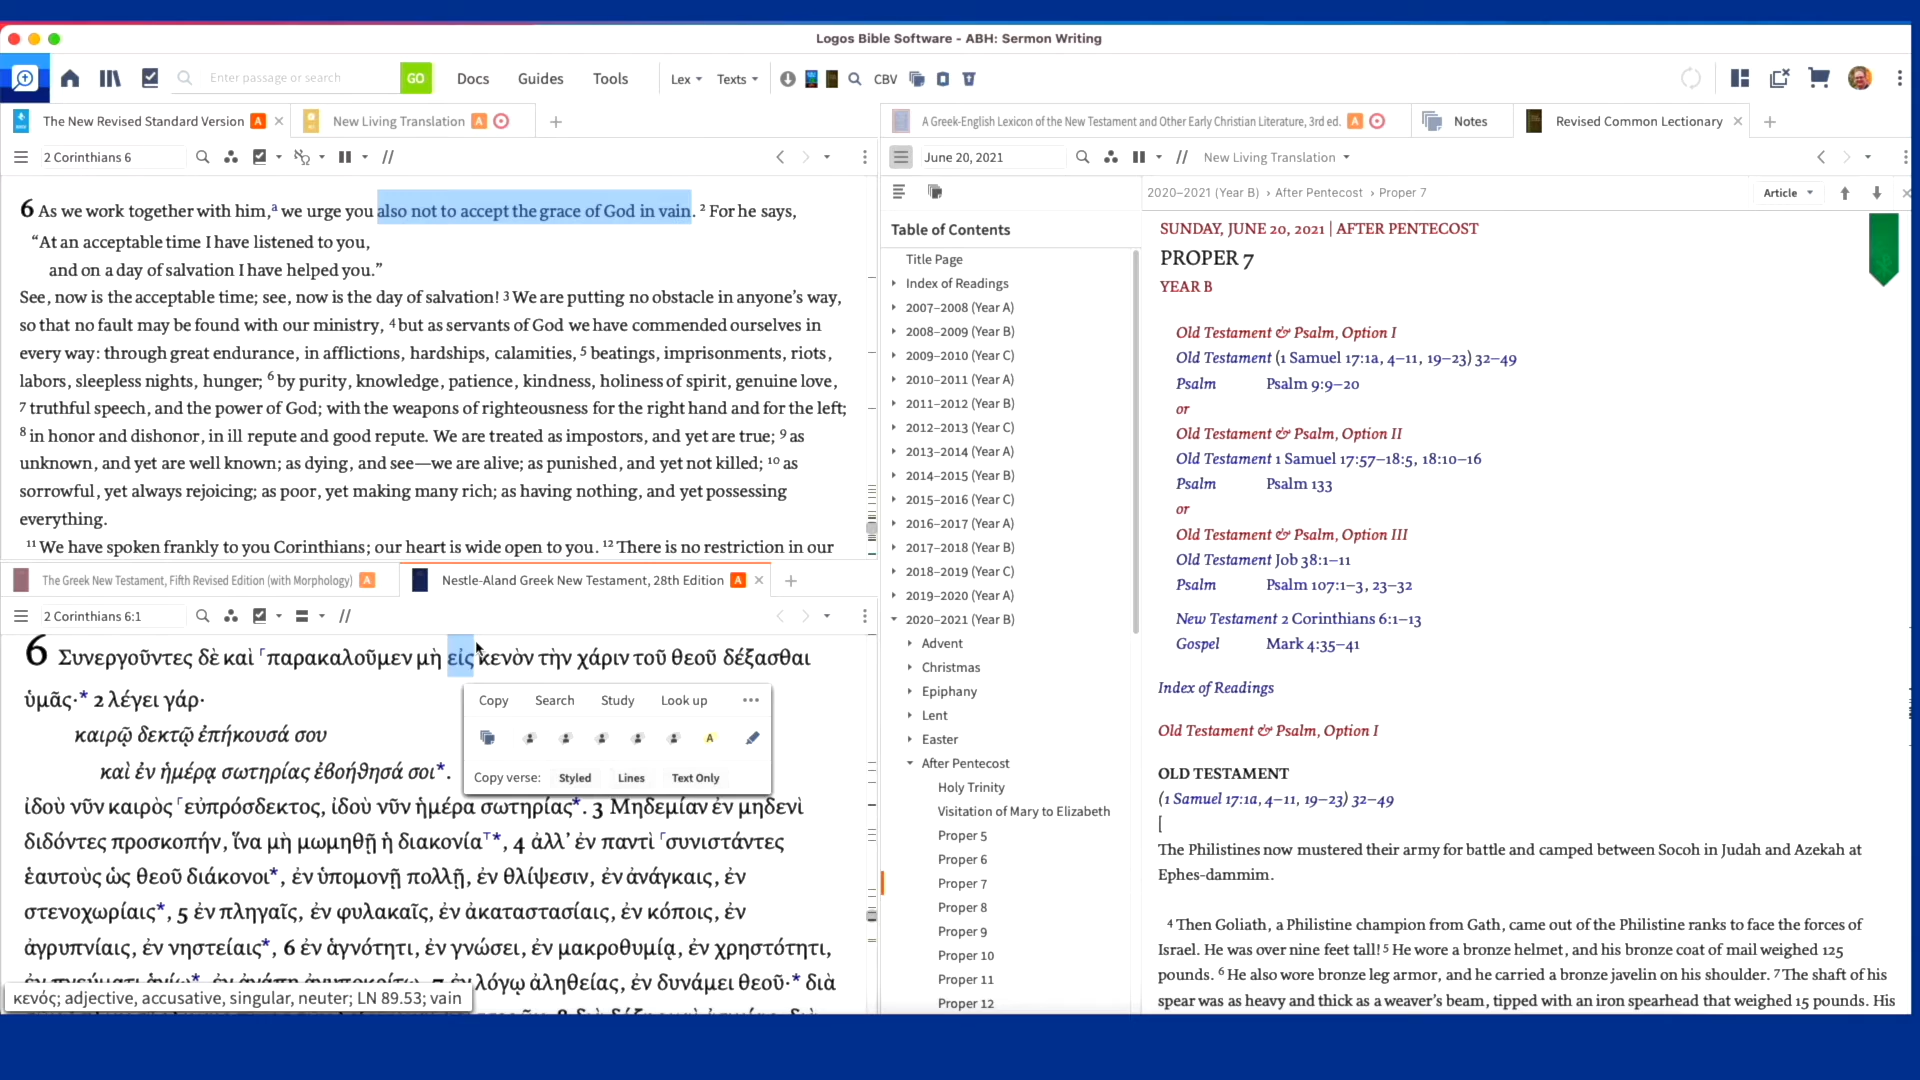 Logos Bible Software - ABH: Sermon Writing
Enter passage or search GO Docs Guides Tools Lex Texts CBV
The New Revised Standard Version A New Living Translation A
2 Corinthians 6
6 As we work together with him,ᵃ we urge you also not to accept the grace of God in vain. ² For he says,
“At an acceptable time I have listened to you,
and on a day of salvation I have helped you.”
See, now is the acceptable time; see, now is the day of salvation! ³ We are putting no obstacle in anyone’s way,
so that no fault may be found with our ministry, ⁴ but as servants of God we have commended ourselves in
every way: through great endurance, in afflictions, hardships, calamities, ⁵ beatings, imprisonments, riots,
labors, sleepless nights, hunger; ⁶ by purity, knowledge, patience, kindness, holiness of spirit, genuine love,
⁷ truthful speech, and the power of God; with the weapons of righteousness for the right hand and for the left;
⁸ in honor and dishonor, in ill repute and good repute. We are treated as impostors, and yet are true; ⁹ as
unknown, and yet are well known; as dying, and see—we are alive; as punished, and yet not killed; ¹⁰ as
sorrowful, yet always rejoicing; as poor, yet making many rich; as having nothing, and yet possessing
everything.
¹¹ We have spoken frankly to you Corinthians; our heart is wide open to you. ¹² There is no restriction in our
The Greek New Testament, Fifth Revised Edition (with Morphology) A Nestle-Aland Greek New Testament, 28th Edition A
2 Corinthians 6:1
6 Συνεργοῦντες δὲ καὶ ⸀παρακαλοῦμεν μὴ εἰς κενὸν τὴν χάριν τοῦ θεοῦ δέξασθαι
ὑμᾶς·* 2 λέγει γάρ·
καιρῷ δεκτῷ ἐπήκουσά σου
καὶ ἐν ἡμέρᾳ σωτηρίας ἐβοήθησά σοι*.
ἰδοὺ νῦν καιρὸς ⸀εὐπρόσδεκτος, ἰδοὺ νῦν ἡμέρα σωτηρίας*. 3 Μηδεμίαν ἐν μηδενὶ
διδόντες προσκοπήν, ἵνα μὴ μωμηθῇ ἡ διακονία⸆*, 4 ἀλλ’ ἐν παντὶ ⸀συνιστάντες
ἑαυτοὺς ὡς θεοῦ διάκονοι*, ἐν ὑπομονῇ πολλῇ, ἐν θλίψεσιν, ἐν ἀνάγκαις, ἐν
στενοχωρίαις*, 5 ἐν πληγαῖς, ἐν φυλακαῖς, ἐν ἀκαταστασίαις, ἐν κόποις, ἐν
ἀγρυπνίαις, ἐν νηστείαις*, 6 ἐν ἁγνότητι, ἐν γνώσει, ἐν μακροθυμίᾳ, ἐν χρηστότητι,
λόγῳ ἀληθείας, ἐν δυνάμει θεοῦ·* διὰ
κενός; adjective, accusative, singular, neuter; LN 89.53; vain
Copy Search Study Look up
A
Copy verse: Styled Lines Text Only
A Greek-English Lexicon of the New Testament and Other Early Christian Literature, 3rd ed. A Notes Revised Common Lectionary
June 20, 2021 New Living Translation
Table of Contents
Title Page
Index of Readings
2007–2008 (Year A)
2008–2009 (Year B)
2009–2010 (Year C)
2010–2011 (Year A)
2011–2012 (Year B)
2012–2013 (Year C)
2013–2014 (Year A)
2014–2015 (Year B)
2015–2016 (Year C)
2016–2017 (Year A)
2017–2018 (Year B)
2018–2019 (Year C)
2019–2020 (Year A)
2020–2021 (Year B)
Advent
Christmas
Epiphany
Lent
Easter
After Pentecost
Holy Trinity
Visitation of Mary to Elizabeth
Proper 5
Proper 6
Proper 7
Proper 8
Proper 9
Proper 10
Proper 11
Proper 12
2020–2021 (Year B) › After Pentecost › Proper 7 Article
SUNDAY, JUNE 20, 2021 | AFTER PENTECOST
PROPER 7
YEAR B
Old Testament & Psalm, Option I
Old Testament (1 Samuel 17:1a, 4–11, 19–23) 32–49
Psalm Psalm 9:9–20
or
Old Testament & Psalm, Option II
Old Testament 1 Samuel 17:57–18:5, 18:10–16
Psalm Psalm 133
or
Old Testament & Psalm, Option III
Old Testament Job 38:1–11
Psalm Psalm 107:1–3, 23–32
New Testament 2 Corinthians 6:1–13
Gospel Mark 4:35–41
Index of Readings
Old Testament & Psalm, Option I
OLD TESTAMENT
(1 Samuel 17:1a, 4–11, 19–23) 32–49
[
The Philistines now mustered their army for battle and camped between Socoh in Judah and Azekah at
Ephes-dammim.
⁴ Then Goliath, a Philistine champion from Gath, came out of the Philistine ranks to face the forces of
Israel. He was over nine feet tall! ⁵ He wore a bronze helmet, and his bronze coat of mail weighed 125
pounds. ⁶ He also wore bronze leg armor, and he carried a bronze javelin on his shoulder. ⁷ The shaft of his
spear was as heavy and thick as a weaver’s beam, tipped with an iron spearhead that weighed 15 pounds. His